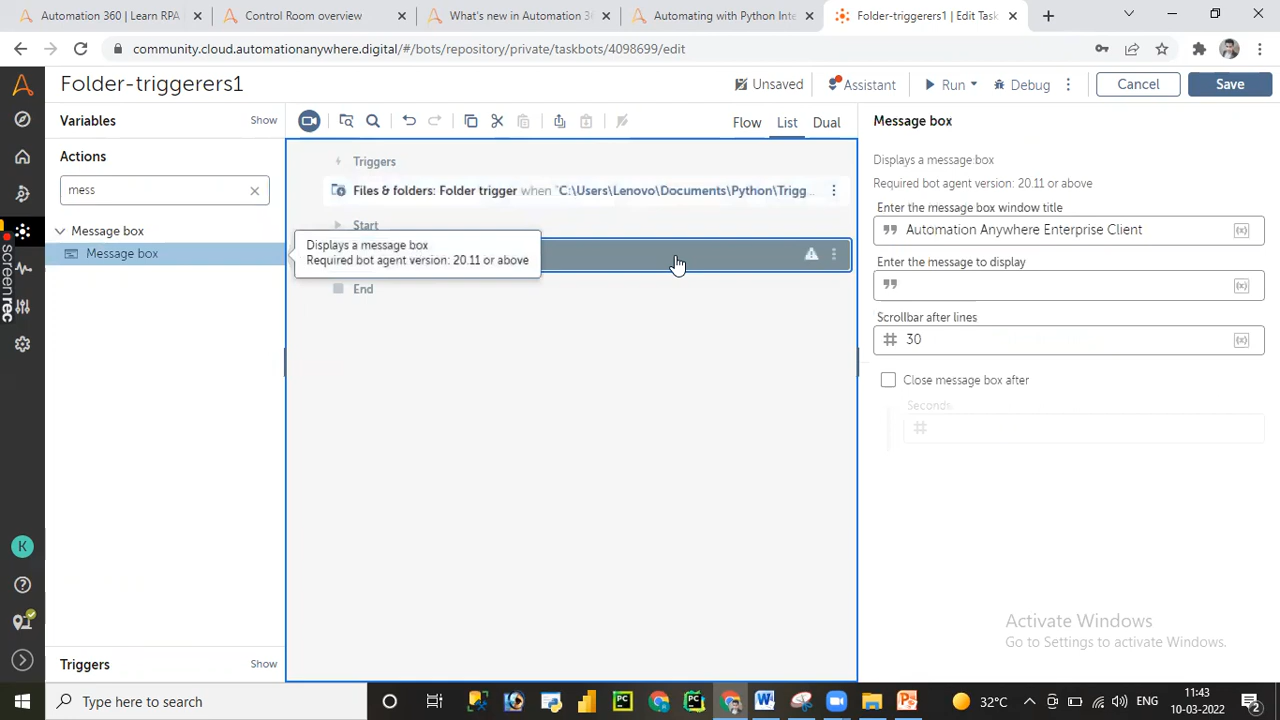 Automation 360 | Learn RPA
Control Room overview
What's new in Automation 3
Automating with Python Inte
Folder-triggerers1 | Edit Task
community.cloud.automationanywhere.digital/#/bots/repository/private/taskbots/4098699/edit
Folder-triggerers1
Unsaved
Assistant
Run
Debug
Cancel
Save
Variables
Show
Flow
List
Dual
Message box
Actions
mess
Message box
Message box
Triggers
Files & folders: Folder trigger when "C:\Users\Lenovo\Documents\Python\Trigg...
Start
Displays a message box
Required bot agent version: 20.11 or above
End
Displays a message box
Required bot agent version: 20.11 or above
Enter the message box window title
Automation Anywhere Enterprise Client
Enter the message to display
Scrollbar after lines
30
Close message box after
Seconds
screenrec
K
Activate Windows
Go to Settings to activate Windows.
Triggers
Show
Type here to search
32°C
ENG
11:43
10-03-2022
2